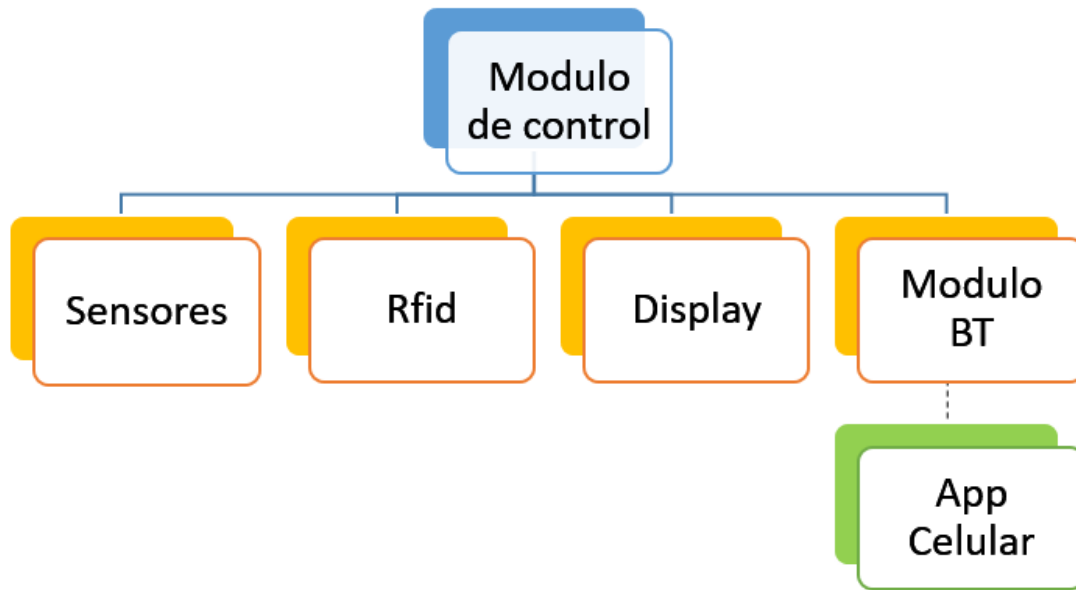 Modulo
de control
Sensores
Rfid
Display
Modulo
BT
App
Celular